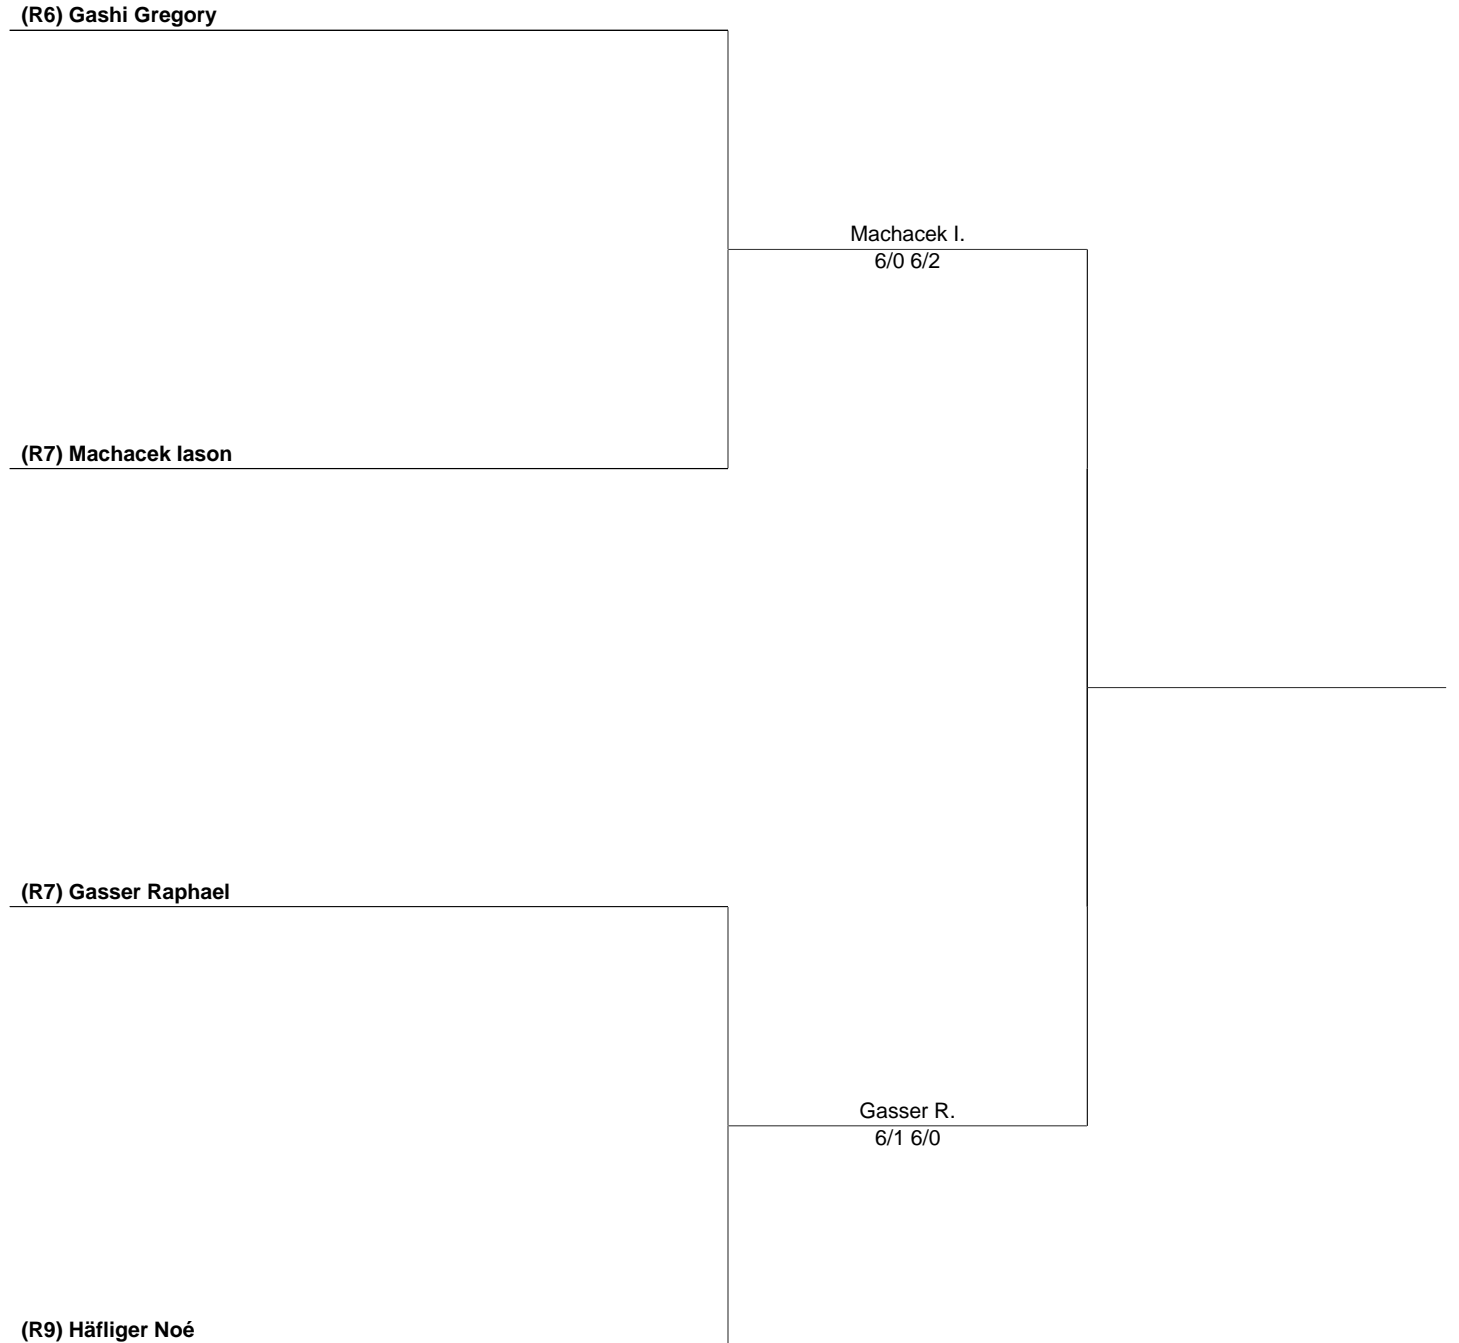 (R6) Gashi Gregory
Machacek I.
6/0 6/2
(R7) Machacek Iason
(R7) Gasser Raphael
Gasser R.
6/1 6/0
(R9) Häfliger Noé